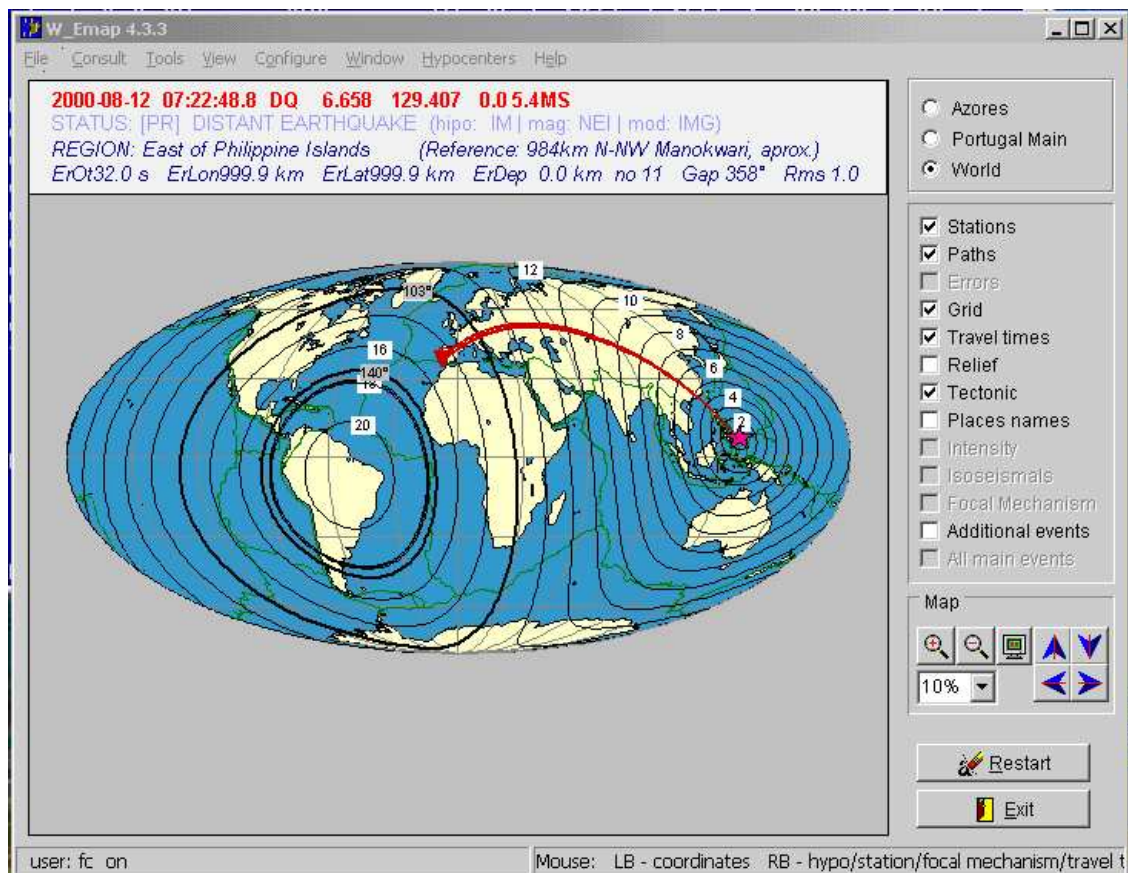 W_Emap 4.3.3
File Consult Tools View Configure Window Hypocenters Help
2000-08-12 07:22:48.8 DQ 6.658 129.407 0.0 5.4MS
STATUS: [PR] DISTANT EARTHQUAKE (hipo: IM | mag: NEI | mod: IMG)
REGION: East of Philippine Islands (Reference: 984km N-NW Manokwari, aprox.)
ErOt32.0 s ErLon999.9 km ErLat999.9 km ErDep 0.0 km no 11 Gap 358° Rms 1.0
12
103°
10
8
16
6
140°
4
20
2
Azores
Portugal Main
World
Stations
Paths
Errors
Grid
Travel times
Relief
Tectonic
Places names
Intensity
Isoseismals
Focal Mechanism
Additional events
All main events
Map
10%
Restart
Exit
user: fc on
Mouse: LB - coordinates RB - hypo/station/focal mechanism/travel t